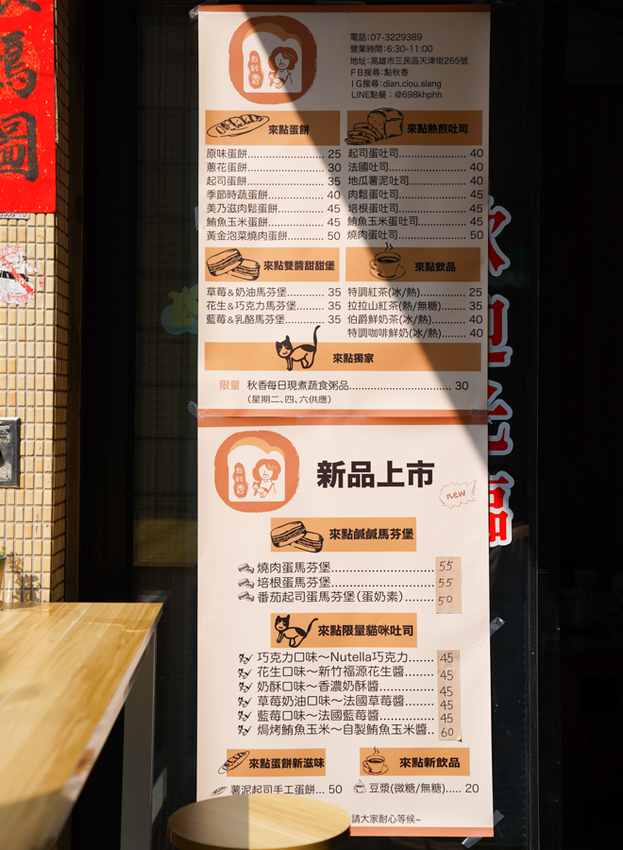 電話:07-3229389
營業時間:6:30-11:00
地址:高雄市三民區天津街265號
FB搜尋:點秋香
IG搜尋:dian.ciou.siang
LINE點餐:@698khphh
點秋香
來點蛋餅
原味蛋餅 25
蔥花蛋餅 30
起司蛋餅 35
季節時蔬蛋餅 40
美乃滋肉鬆蛋餅 45
鮪魚玉米蛋餅 45
黃金泡菜燒肉蛋餅 50
來點熱煎吐司
起司蛋吐司 40
法國吐司 40
地瓜薯泥吐司 40
肉鬆蛋吐司 40
培根蛋吐司 40
鮪魚玉米蛋吐司 40
燒肉蛋吐司 50
來點雙醬甜甜堡
草莓&奶油馬芬堡 35
花生&巧克力馬芬堡 35
藍莓&乳酪馬芬堡 35
來點飲品
特調紅茶(冰/熱) 25
拉拉山紅茶(熱/無糖) 35
伯爵鮮奶茶(冰/熱) 40
特調咖啡鮮奶(冰/熱) 40
來點獨家
限量 秋香每日現煮蔬食粥品 30
(星期二、四、六供應)
點秋香
新品上市
new
來點鹹鹹馬芬堡
燒肉蛋馬芬堡 55
培根蛋馬芬堡 55
番茄起司蛋馬芬堡(蛋奶素) 50
來點限量貓咪吐司
巧克力口味~Nutella巧克力 45
花生口味~新竹福源花生醬 45
奶酥口味~香濃奶酥醬 45
草莓奶油口味~法國草莓醬 45
藍莓口味~法國藍莓醬 45
焗烤鮪魚玉米~自製鮪魚玉米醬 60
來點蛋餅新滋味
薯泥起司手工蛋餅 50
來點新飲品
豆漿(微糖/無糖) 20
請大家耐心等候~
圖